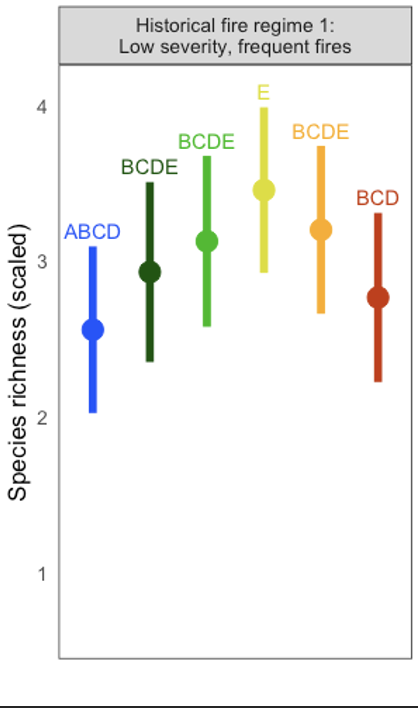 Historical fire regime 1:
Low severity, frequent fires
Species richness (scaled)
4
3
2
1
ABCD
BCDE
BCDE
E
BCDE
BCD